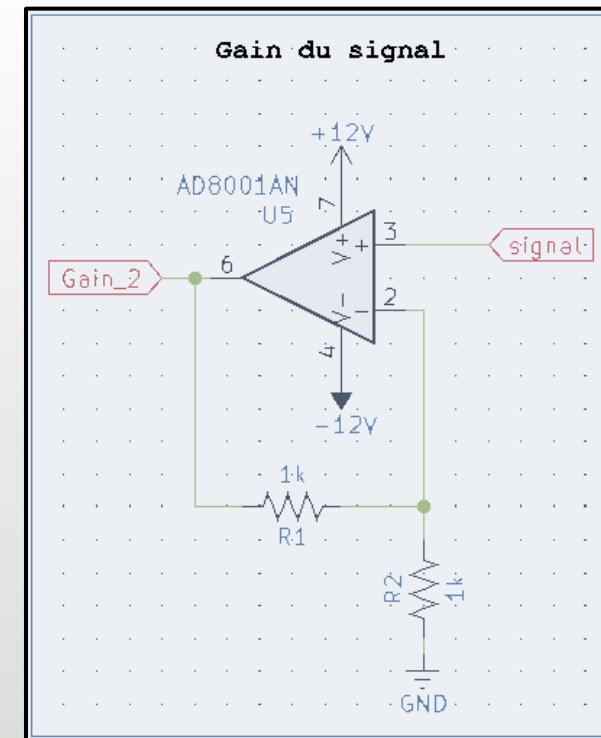 Gain du signal
+12V
AD8001AN
U5
7
V+
+
3
signal
Gain_2
6
V-
-
2
4
-12V
1k
R1
R2
1k
GND